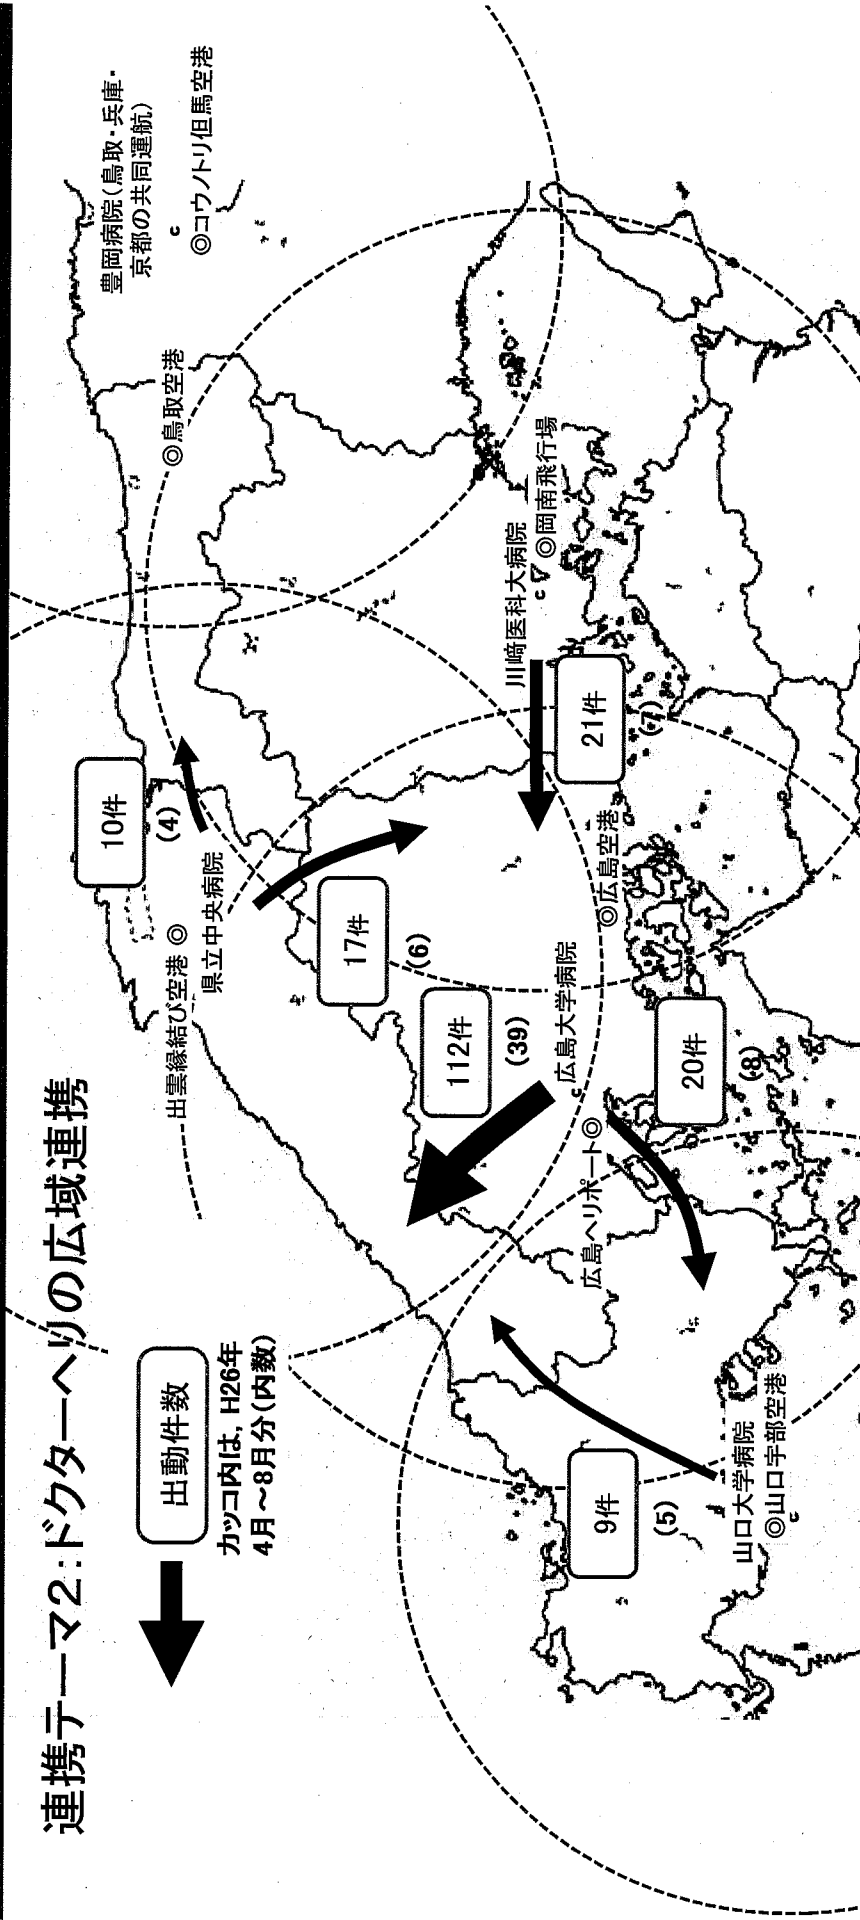 連携テーマ2:ドクターヘリの広域連携
出動件数
カッコ内は、H26年
4月〜8月分(内数)
豊岡病院(鳥取・兵庫・
京都の共同運航)
c
◎コウノトリ但馬空港
◎鳥取空港
10件
(4)
出雲縁結び空港◎
県立中央病院
17件
(6)
112件
(39)
川崎医科大病院
c
◎岡南飛行場
21件
(7)
◎広島空港
広島大学病院
c
広島ヘリポート◎
20件
(8)
9件
(5)
山口大学病院
◎山口宇部空港
c